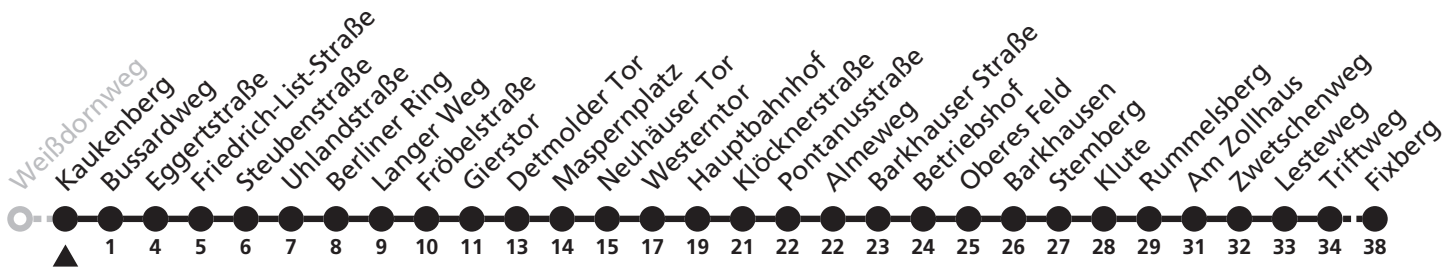 Weißdornweg
Kaukenberg
Bussardweg
Eggertstraße
Friedrich-List-Straße
Steubenstraße
Uhlandstraße
Berliner Ring
Langer Weg
Fröbelstraße
Gierstor
Detmolder Tor
Maspernplatz
Neuhäuser Tor
Westerntor
Hauptbahnhof
Klöcknerstraße
Pontanusstraße
Almeweg
Barkhauser Straße
Betriebshof
Oberes Feld
Barkhausen
Stemberg
Klute
Rummelsberg
Am Zollhaus
Zwetschenweg
Lesteweg
Triftweg
Fixberg
1 4 5 6 7 8 9 10 11 13 14 15 17 19 21 22 22 23 24 25 26 27 28 29 31 32 33 34 38